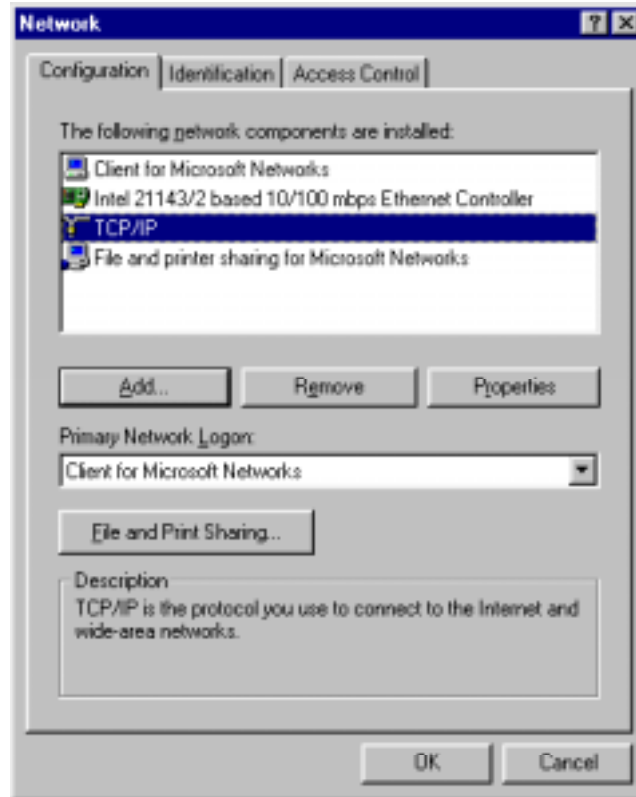 Network
Configuration Identification Access Control
The following network components are installed:
Client for Microsoft Networks
Intel 21143/2 based 10/100 mbps Ethernet Controller
TCP/IP
File and printer sharing for Microsoft Networks
Add... Remove Properties
Primary Network Logon:
Client for Microsoft Networks
File and Print Sharing...
Description
TCP/IP is the protocol you use to connect to the Internet and
wide-area networks.
OK Cancel